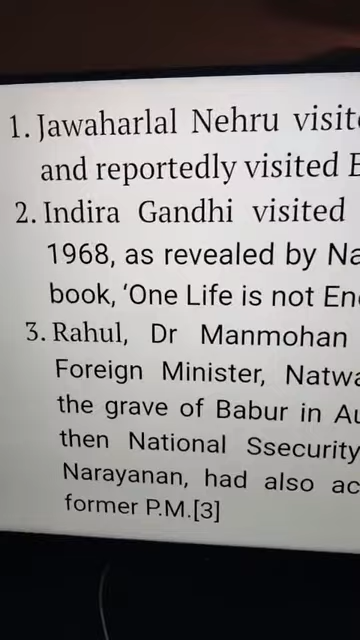 1. Jawaharlal Nehru
and reportedly visited
2. Indira Gandhi visited
1968, as revealed by
book, ‘One Life is not
3. Rahul, Dr Manmohan
Foreign Minister,
the grave of Babur in
then National Ssecurity
Narayanan, had also
former P.M.[3]